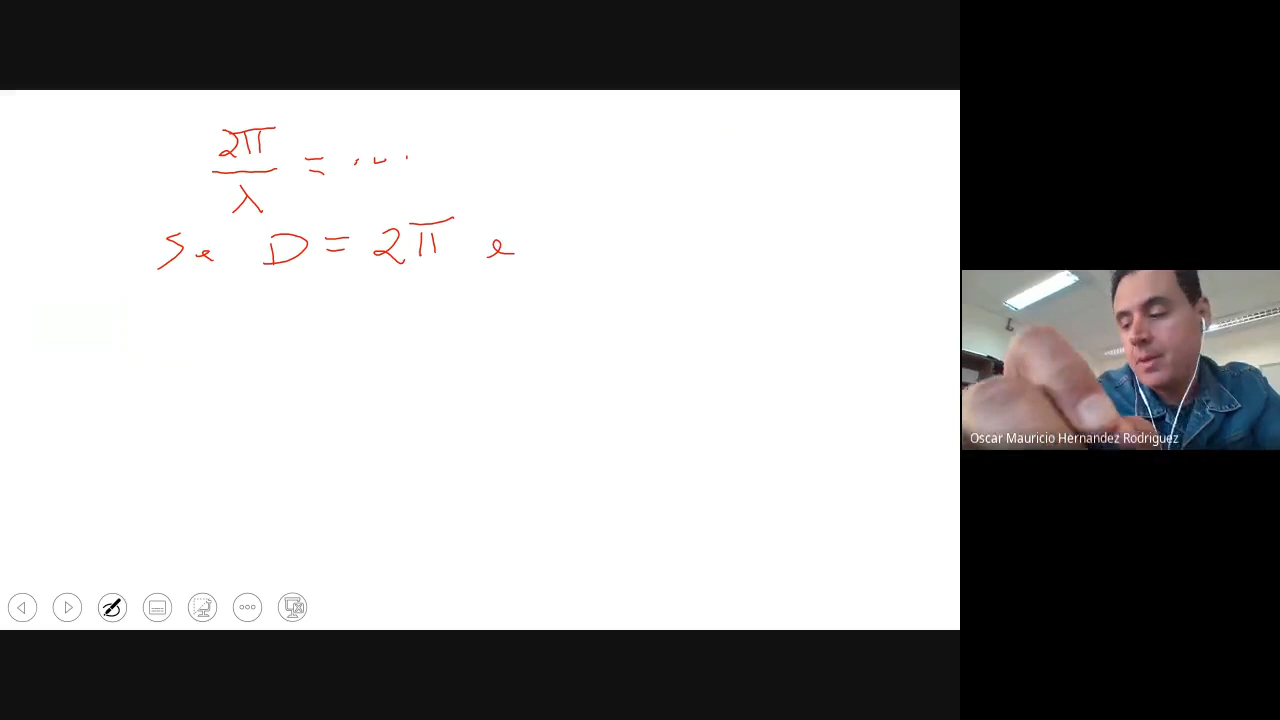 2π/λ = ...
Se D = 2π e
Oscar Mauricio Hernandez Rodriguez